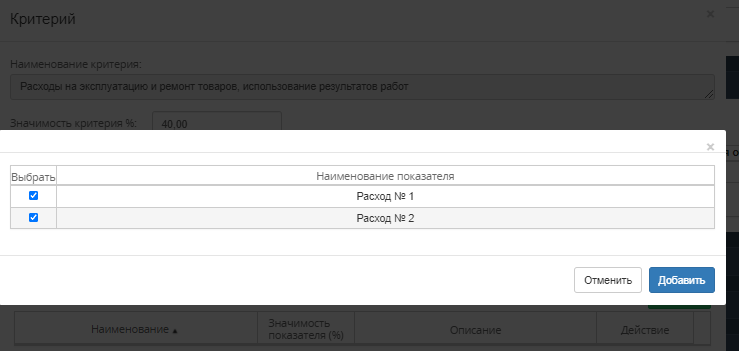 Критерий
Наименование критерия:
Расходы на эксплуатацию и ремонт товаров, использование результатов работ
Значимость критерия %: 40.00
Выбрать Наименование показателя
Расход № 1
Расход № 2
Отменить Добавить
Наименование Значимость показателя (%) Описание Действие